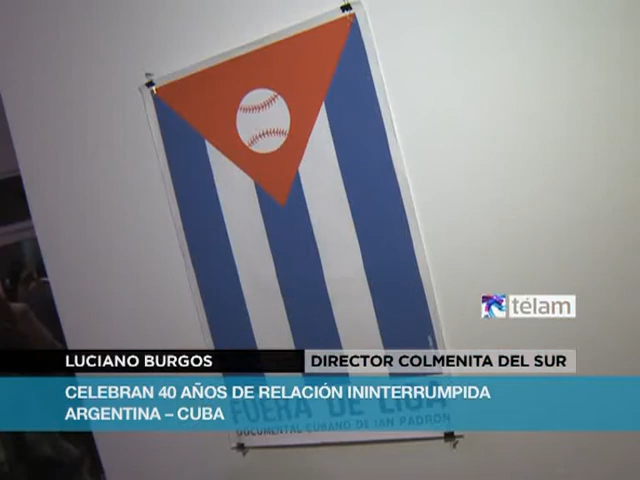 télam
LUCIANO BURGOS
DIRECTOR COLMENITA DEL SUR
CELEBRAN 40 AÑOS DE RELACIÓN ININTERRUMPIDA
ARGENTINA – CUBA
FUERA DE LIGA
DOCUMENTAL CUBANO DE IAN PADRON